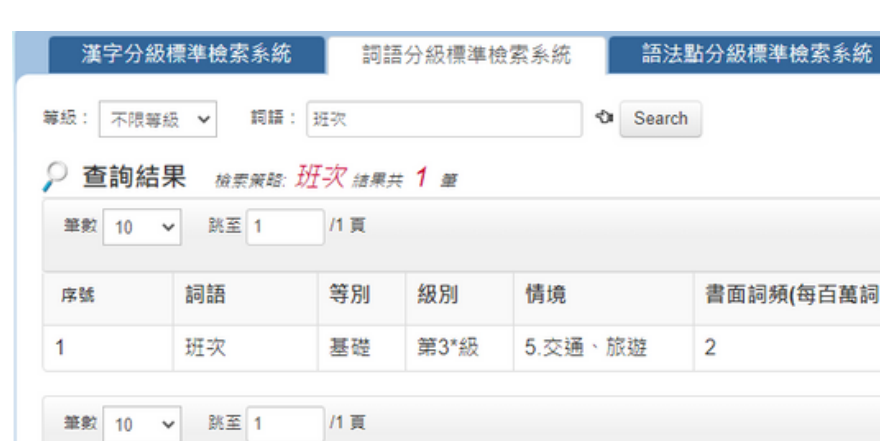 漢字分級標準檢索系統 詞語分級標準檢索系統 語法點分級標準檢索系統
等級： 不限等級 詞語： 班次 Search
查詢結果 檢索策略: 班次 結果共 1 筆
筆數 10 跳至 1 /1 頁
序號 詞語 等別 級別 情境 書面詞頻(每百萬詞
1 班次 基礎 第3*級 5.交通、旅遊 2
筆數 10 跳至 1 /1 頁